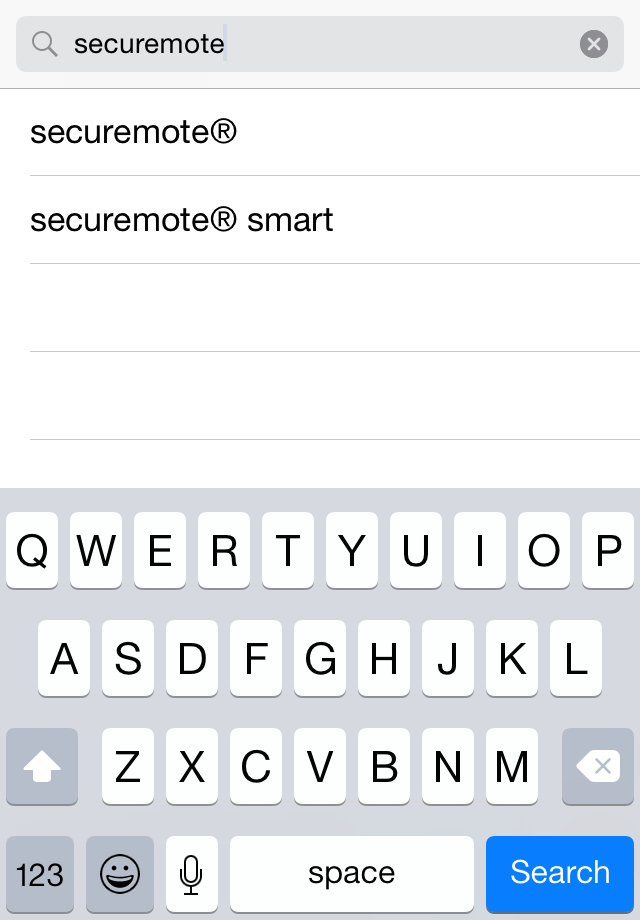 securemote
securemote®
securemote® smart
Q W E R T Y U I O P
A S D F G H J K L
Z X C V B N M
123 space Search